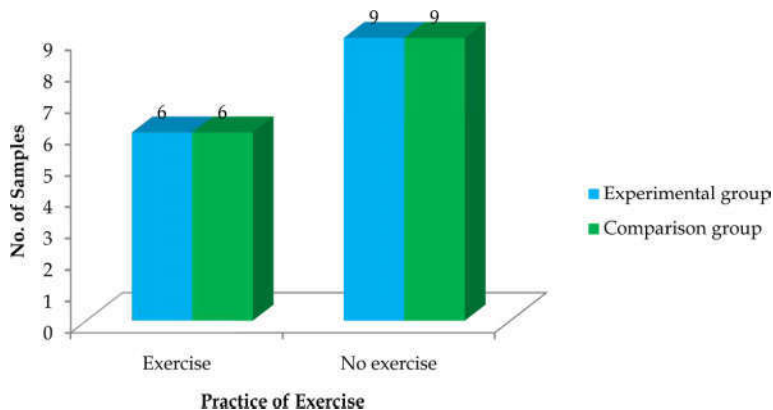 9 9
9
8
7
6 6
6
5
4
3
2
1
0
No. of Samples
Exercise No exercise
Practice of Exercise
Experimental group
Comparison group